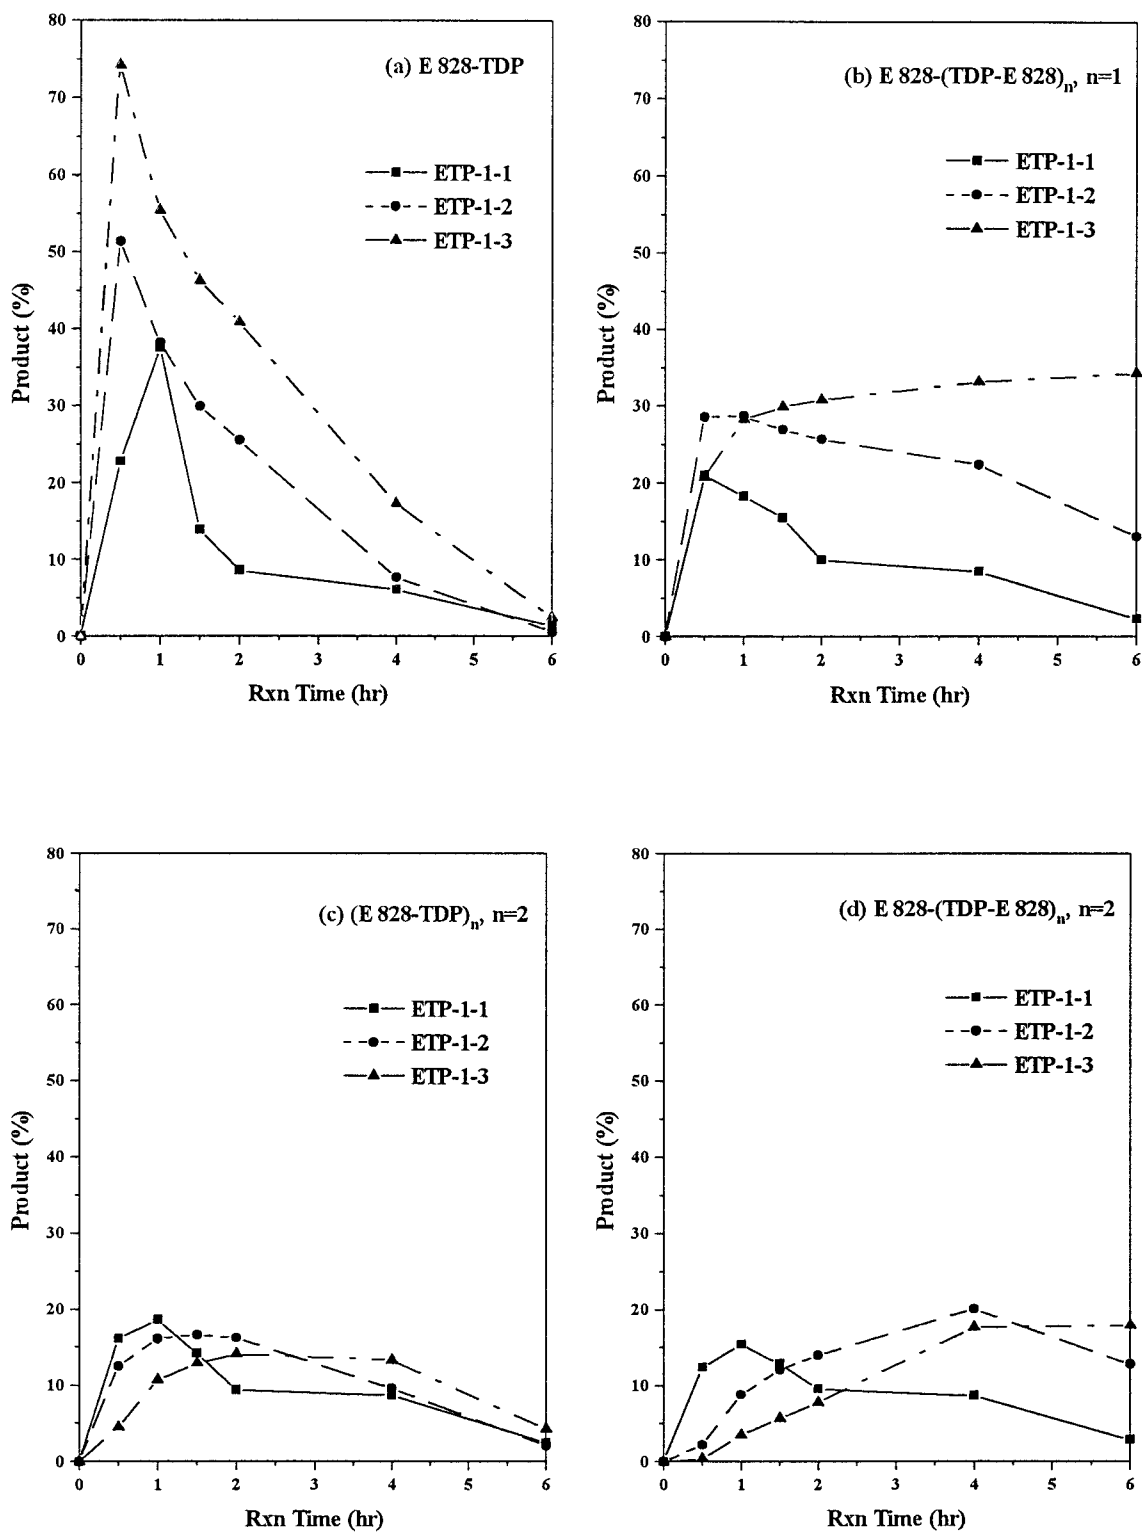 (a) E 828-TDP
ETP-1-1
ETP-1-2
ETP-1-3
Product (%)
80
70
60
50
40
30
20
10
0
0 1 2 3 4 5 6
Rxn Time (hr)
(b) E 828-(TDP-E 828)n, n=1
ETP-1-1
ETP-1-2
ETP-1-3
Product (%)
80
70
60
50
40
30
20
10
0
0 1 2 3 4 5 6
Rxn Time (hr)
(c) (E 828-TDP)n, n=2
ETP-1-1
ETP-1-2
ETP-1-3
Product (%)
80
70
60
50
40
30
20
10
0
0 1 2 3 4 5 6
Rxn Time (hr)
(d) E 828-(TDP-E 828)n, n=2
ETP-1-1
ETP-1-2
ETP-1-3
Product (%)
80
70
60
50
40
30
20
10
0
0 1 2 3 4 5 6
Rxn Time (hr)